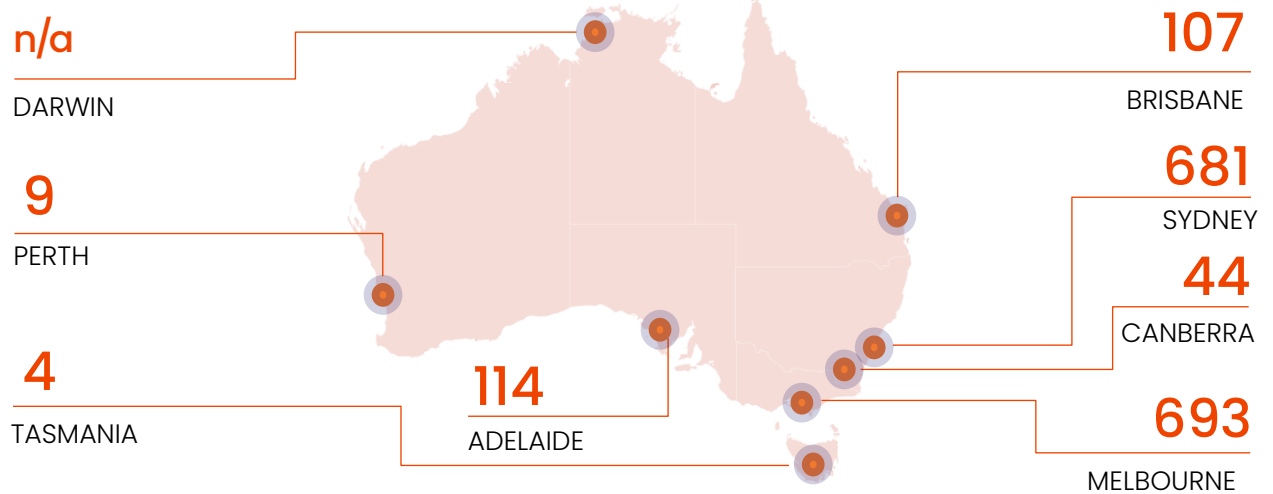 n/a
DARWIN
9
PERTH
4
TASMANIA
114
ADELAIDE
107
BRISBANE
681
SYDNEY
44
CANBERRA
693
MELBOURNE